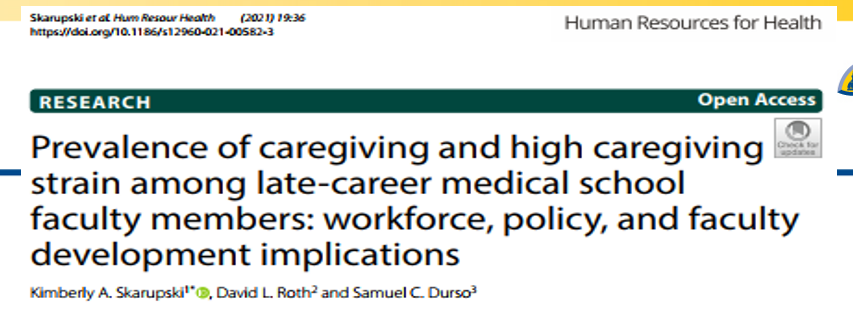 Skarupski et al. Hum Resour Health (2021) 19:36
https://doi.org/10.1186/s12960-021-00582-3
Human Resources for Health
RESEARCH Open Access
Check for
updates
Prevalence of caregiving and high caregiving
strain among late-career medical school
faculty members: workforce, policy, and faculty
development implications
Kimberly A. Skarupski1*, David L. Roth2 and Samuel C. Durso3